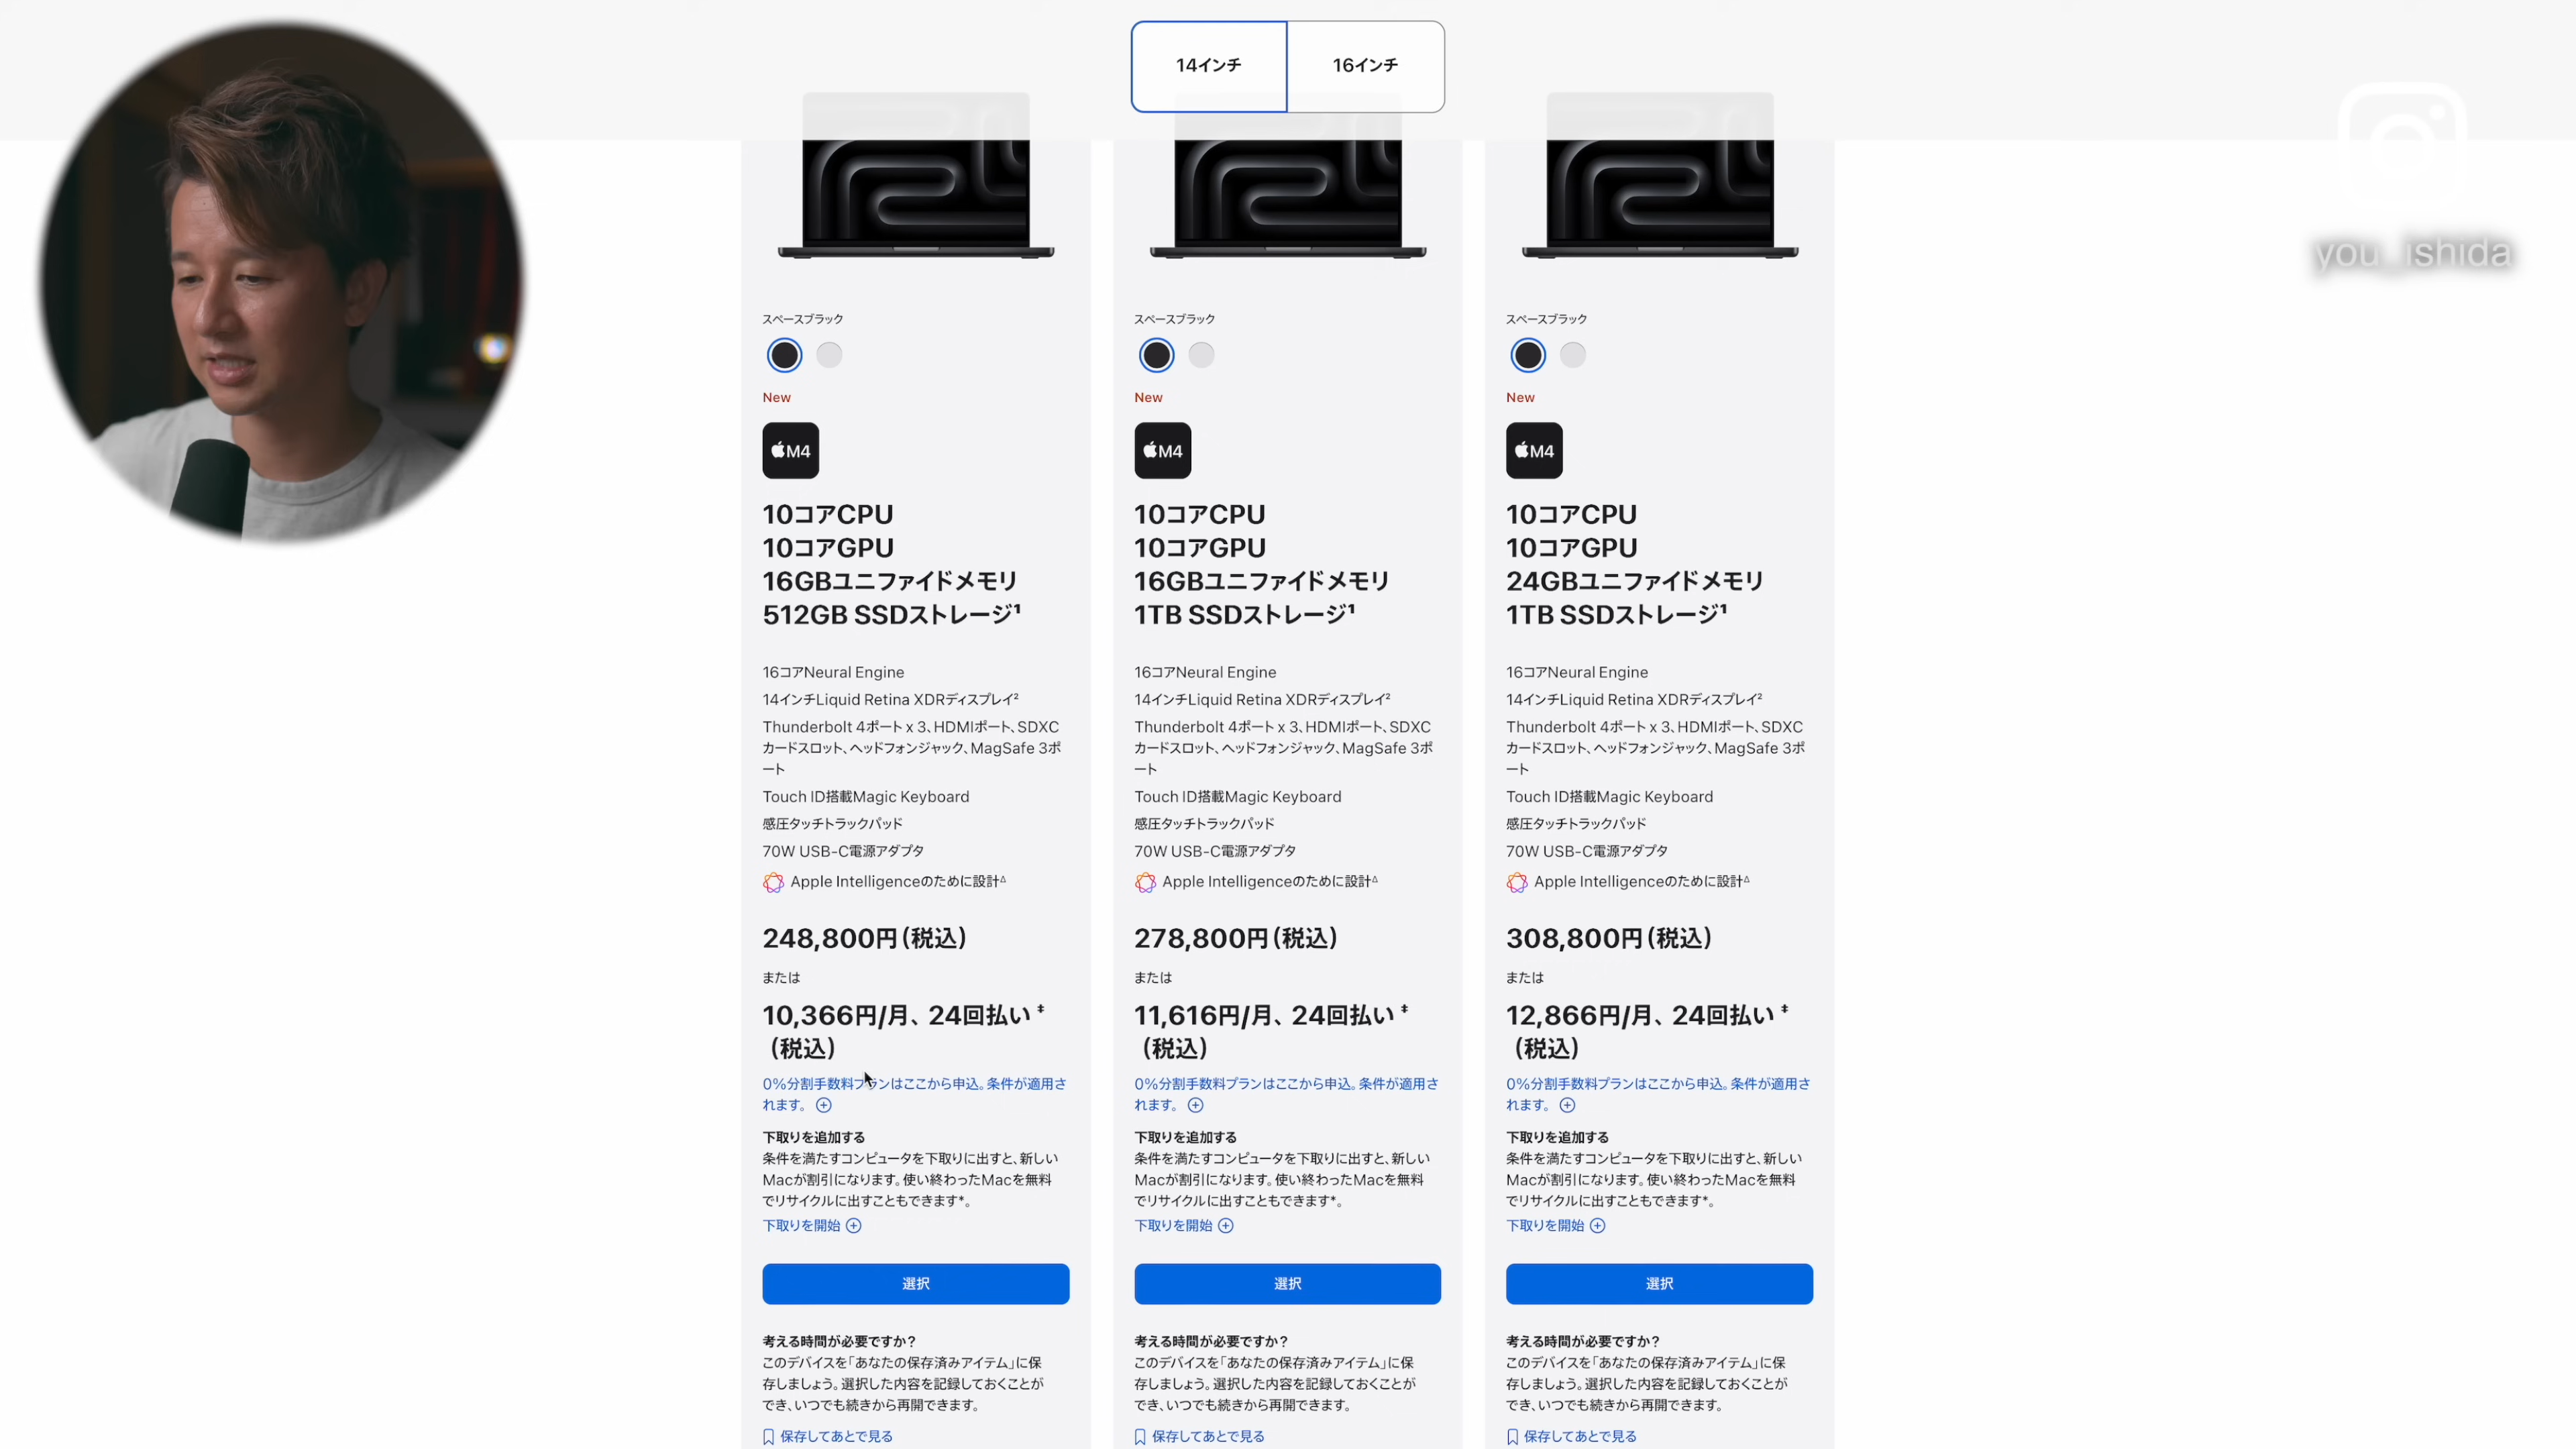 14インチ
16インチ
you_ishida
スペースブラック
New
M4
10コアCPU
10コアGPU
16GBユニファイドメモリ
512GB SSDストレージ¹
16コアNeural Engine
14インチLiquid Retina XDRディスプレイ²
Thunderbolt 4ポート x 3、HDMIポート、SDXC
カードスロット、ヘッドフォンジャック、MagSafe 3ポ
ート
Touch ID搭載Magic Keyboard
感圧タッチトラックパッド
70W USB-C電源アダプタ
Apple Intelligenceのために設計∆
248,800円（税込）
または
10,366円/月、24回払い‡
（税込）
0%分割手数料プランはここから申込。条件が適用さ
れます。
下取りを追加する
条件を満たすコンピュータを下取りに出すと、新しい
Macが割引になります。使い終わったMacを無料
でリサイクルに出すこともできます*。
下取りを開始
選択
考える時間が必要ですか？
このデバイスを「あなたの保存済みアイテム」に保
存しましょう。選択した内容を記録しておくことが
でき、いつでも続きから再開できます。
保存してあとで見る
スペースブラック
New
M4
10コアCPU
10コアGPU
16GBユニファイドメモリ
1TB SSDストレージ¹
16コアNeural Engine
14インチLiquid Retina XDRディスプレイ²
Thunderbolt 4ポート x 3、HDMIポート、SDXC
カードスロット、ヘッドフォンジャック、MagSafe 3ポ
ート
Touch ID搭載Magic Keyboard
感圧タッチトラックパッド
70W USB-C電源アダプタ
Apple Intelligenceのために設計∆
278,800円（税込）
または
11,616円/月、24回払い‡
（税込）
0%分割手数料プランはここから申込。条件が適用さ
れます。
下取りを追加する
条件を満たすコンピュータを下取りに出すと、新しい
Macが割引になります。使い終わったMacを無料
でリサイクルに出すこともできます*。
下取りを開始
選択
考える時間が必要ですか？
このデバイスを「あなたの保存済みアイテム」に保
存しましょう。選択した内容を記録しておくことが
でき、いつでも続きから再開できます。
保存してあとで見る
スペースブラック
New
M4
10コアCPU
10コアGPU
24GBユニファイドメモリ
1TB SSDストレージ¹
16コアNeural Engine
14インチLiquid Retina XDRディスプレイ²
Thunderbolt 4ポート x 3、HDMIポート、SDXC
カードスロット、ヘッドフォンジャック、MagSafe 3ポ
ート
Touch ID搭載Magic Keyboard
感圧タッチトラックパッド
70W USB-C電源アダプタ
Apple Intelligenceのために設計∆
308,800円（税込）
または
12,866円/月、24回払い‡
（税込）
0%分割手数料プランはここから申込。条件が適用さ
れます。
下取りを追加する
条件を満たすコンピュータを下取りに出すと、新しい
Macが割引になります。使い終わったMacを無料
でリサイクルに出すこともできます*。
下取りを開始
選択
考える時間が必要ですか？
このデバイスを「あなたの保存済みアイテム」に保
存しましょう。選択した内容を記録しておくことが
でき、いつでも続きから再開できます。
保存してあとで見る